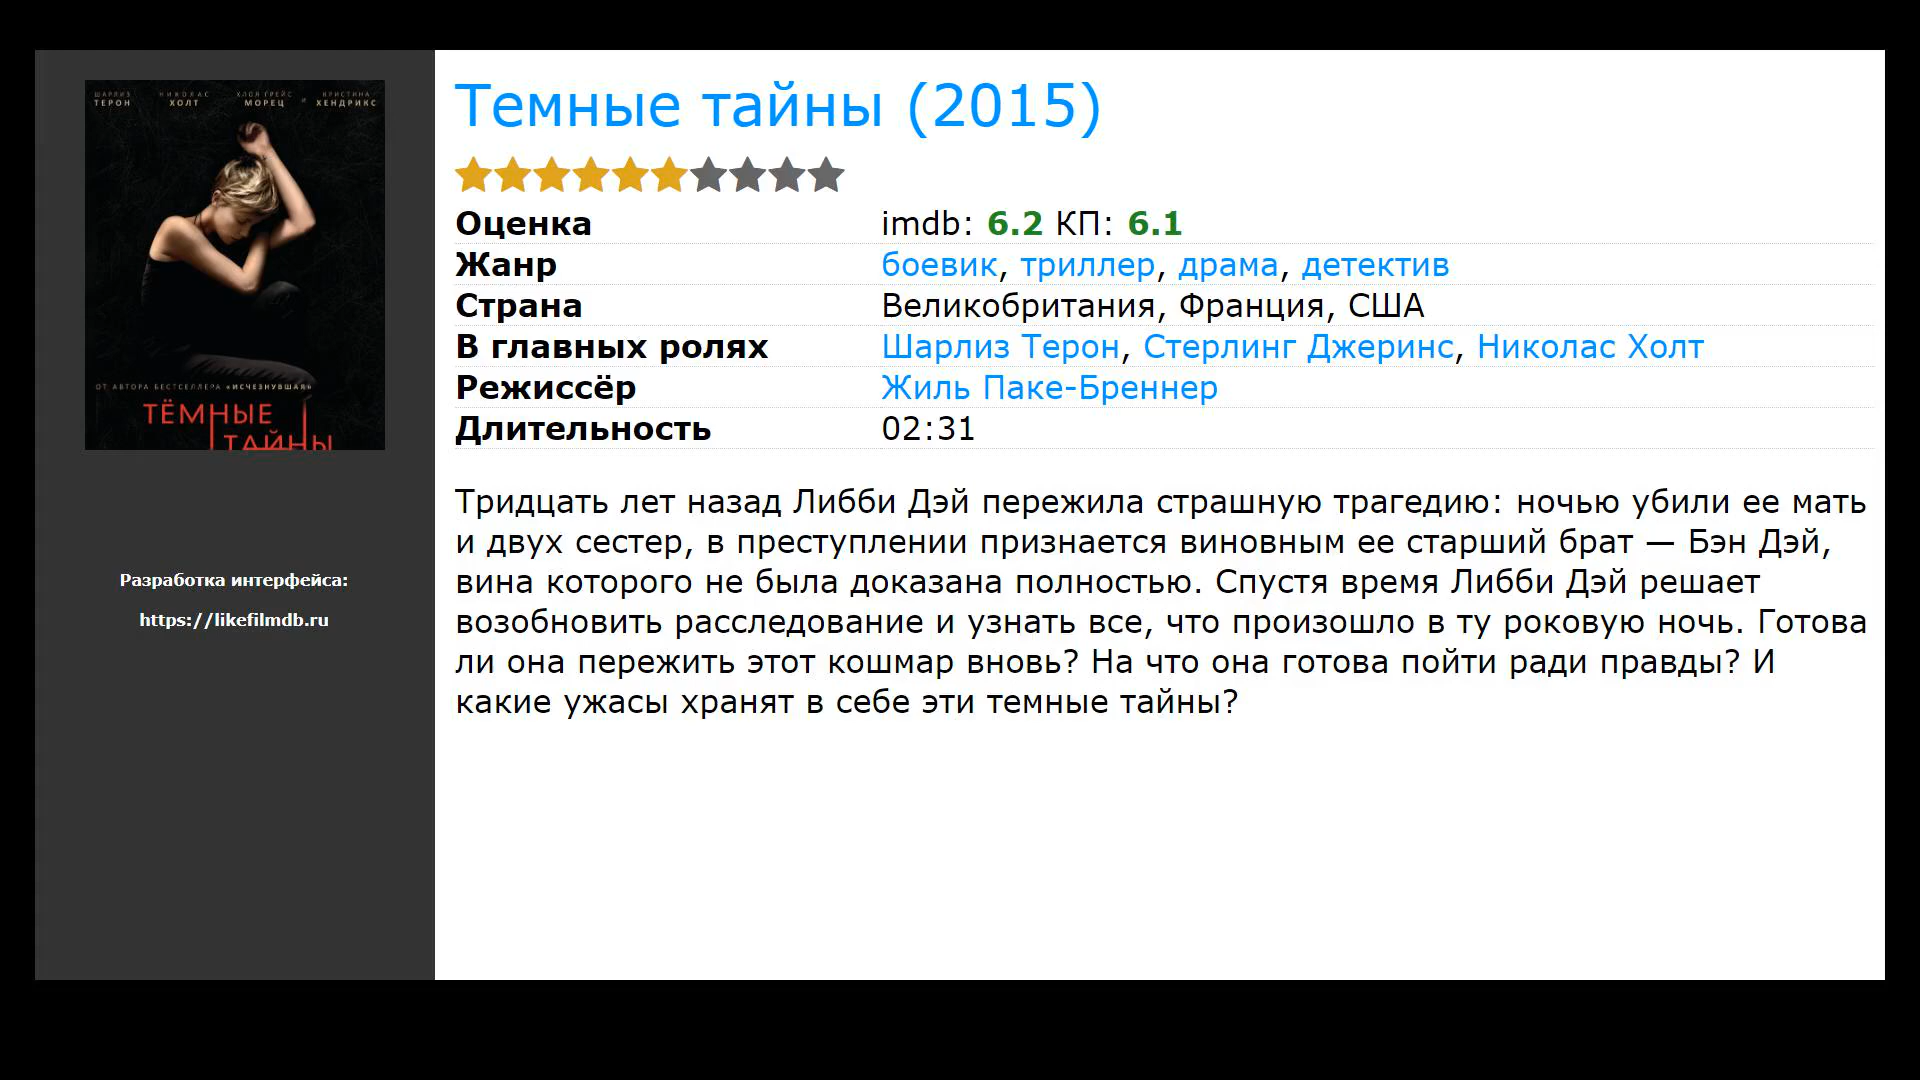 ШАРЛИЗ НИКОЛАС ХЛОЯ ГРЕЙС КРИСТИНА
ТЕРОН ХОЛТ МОРЕЦ И ХЕНДРИКС
ОТ АВТОРА БЕСТСЕЛЛЕРА «ИСЧЕЗНУВШАЯ»
ТЁМНЫЕ
ТАЙНЫ
Разработка интерфейса:
https://likefilmdb.ru
Темные тайны (2015)
Оценка imdb: 6.2 КП: 6.1
Жанр боевик, триллер, драма, детектив
Страна Великобритания, Франция, США
В главных ролях Шарлиз Терон, Стерлинг Джеринс, Николас Холт
Режиссёр Жиль Паке-Бреннер
Длительность 02:31
Тридцать лет назад Либби Дэй пережила страшную трагедию: ночью убили ее мать
и двух сестер, в преступлении признается виновным ее старший брат — Бэн Дэй,
вина которого не была доказана полностью. Спустя время Либби Дэй решает
возобновить расследование и узнать все, что произошло в ту роковую ночь. Готова
ли она пережить этот кошмар вновь? На что она готова пойти ради правды? И
какие ужасы хранят в себе эти темные тайны?